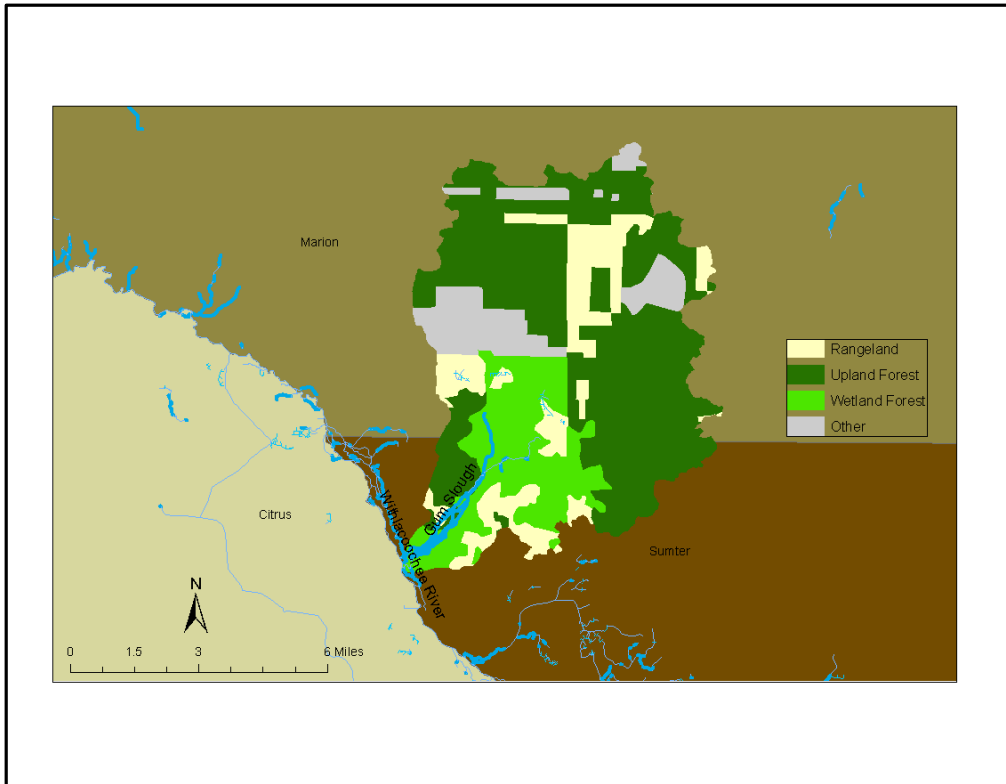 Marion
Rangeland
Upland Forest
Wetland Forest
Other
Gum Slough
Withlacoochee River
Citrus
Sumter
N
0 1.5 3 6 Miles